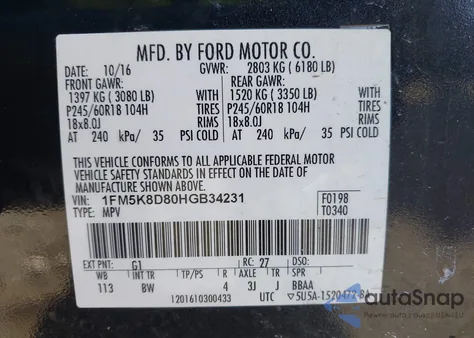 MFD. BY FORD MOTOR CO.
DATE: 10/16 GVWR: 2803 KG ( 6180 LB)
FRONT GAWR: REAR GAWR:
1397 KG ( 3080 LB) WITH 1520 KG ( 3350 LB) WITH
P245/60R18 104H TIRES P245/60R18 104H TIRES
18x8.0J RIMS 18x8.0J RIMS
AT 240 kPa/ 35 PSI COLD AT 240 kPa/ 35 PSI COLD
THIS VEHICLE CONFORMS TO ALL APPLICABLE FEDERAL MOTOR
VEHICLE SAFETY STANDARDS IN EFFECT ON THE DATE OF
MANUFACTURE SHOWN ABOVE.
VIN: 1FM5K8D80HGB34231 F0198
TYPE: MPV T0340
EXT PNT: G1 RC: 27 DSO:
WB INT TR TP/PS R AXLE TR SPR
113 BW 4 3J J BBAA
1201610300433 UTC 5U5A-1520472-BA
autoSnap